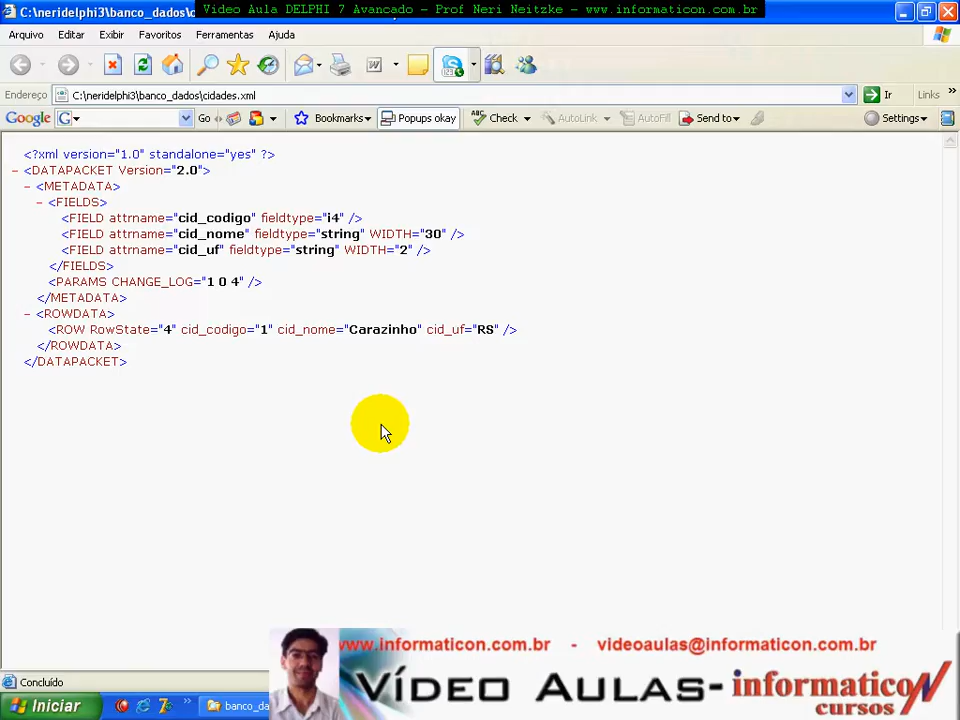 C:\neridelphi3\banco_dados\c
Video Aula DELPHI 7 Avancado - Prof Neri Neitzke - www.informaticon.com.br
Arquivo Editar Exibir Favoritos Ferramentas Ajuda
Endereço C:\neridelphi3\banco_dados\cidades.xml Ir Links »
Google G Go Bookmarks Popups okay Check AutoLink AutoFill Send to Settings
<?xml version="1.0" standalone="yes" ?>
- <DATAPACKET Version="2.0">
- <METADATA>
- <FIELDS>
<FIELD attrname="cid_codigo" fieldtype="i4" />
<FIELD attrname="cid_nome" fieldtype="string" WIDTH="30" />
<FIELD attrname="cid_uf" fieldtype="string" WIDTH="2" />
</FIELDS>
<PARAMS CHANGE_LOG="1 0 4" />
</METADATA>
- <ROWDATA>
<ROW RowState="4" cid_codigo="1" cid_nome="Carazinho" cid_uf="RS" />
</ROWDATA>
</DATAPACKET>
www.informaticon.com.br - videoaulas@informaticon.com.br
VÍDEO AULAS- informaticon
cursos
Concluído
Iniciar » banco_da